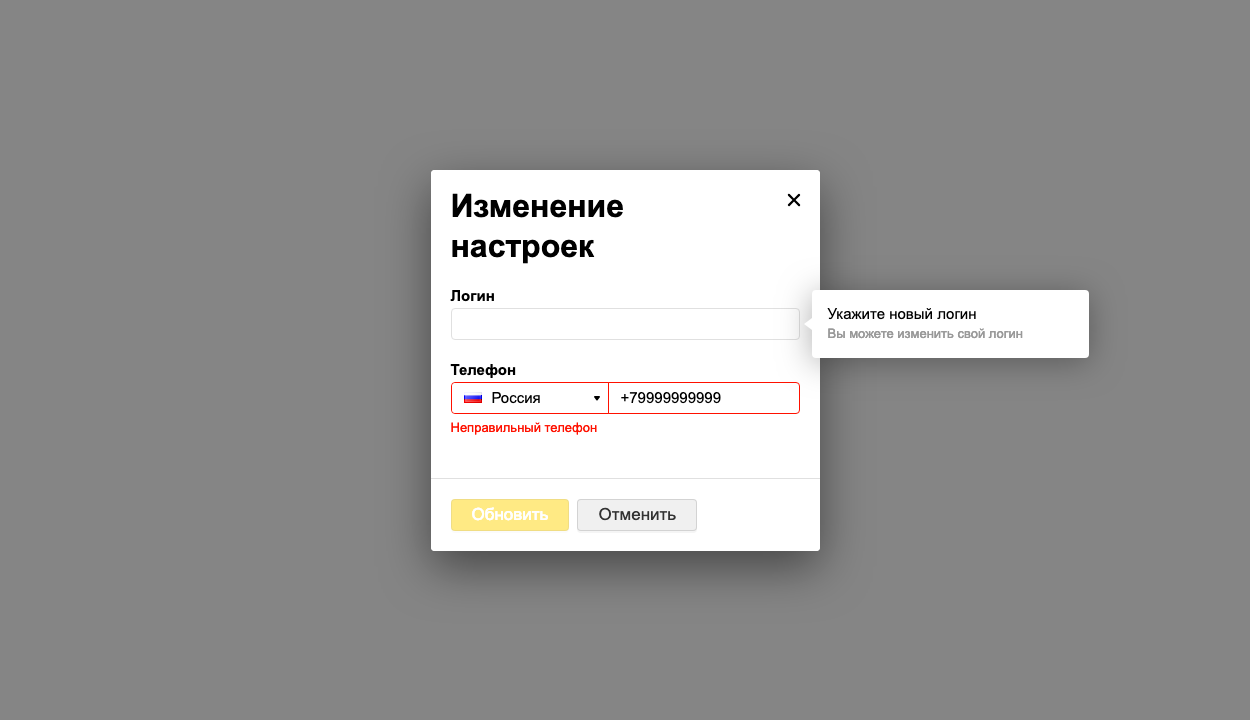 Изменение
настроек
Логин
Укажите новый логин
Вы можете изменить свой логин
Телефон
Россия +79999999999
Неправильный телефон
Обновить Отменить